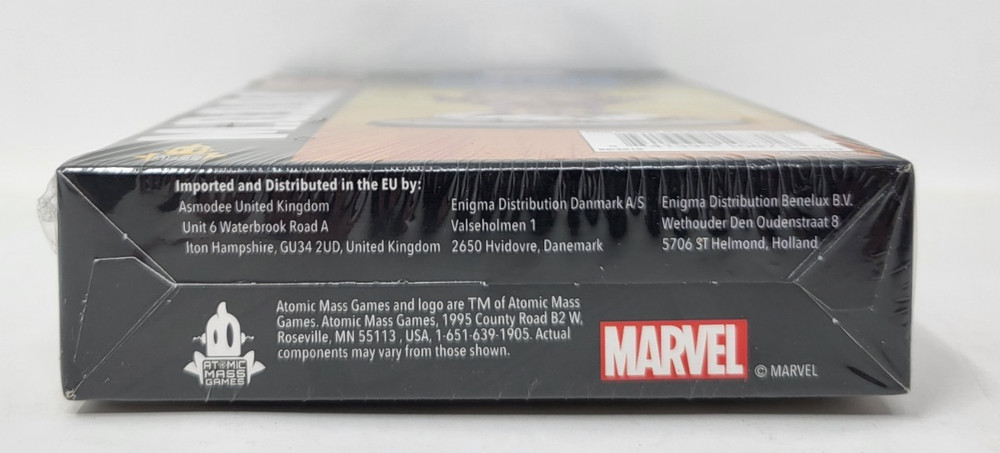 Imported and Distributed in the EU by:
Asmodee United Kingdom
Unit 6 Waterbrook Road A
lton Hampshire, GU34 2UD, United Kingdom
Enigma Distribution Danmark A/S
Valseholmen 1
2650 Hvidovre, Danemark
Enigma Distribution Benelux B.V.
Wethouder Den Oudenstraat 8
5706 ST Helmond, Holland
ATOMIC
MASS
GAMES
Atomic Mass Games and logo are TM of Atomic Mass
Games. Atomic Mass Games, 1995 County Road B2 W,
Roseville, MN 55113 , USA, 1-651-639-1905. Actual
components may vary from those shown.
MARVEL
© MARVEL